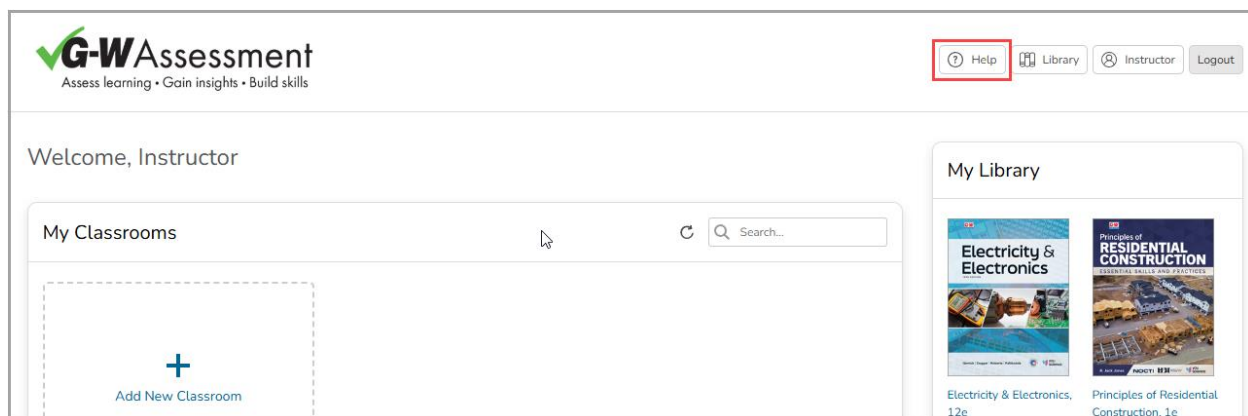 G-W Assessment
Assess learning • Gain insights • Build skills
Help
Library
Instructor
Logout
Welcome, Instructor
My Classrooms
Search...
Add New Classroom
My Library
Electricity &
Electronics
Principles of
RESIDENTIAL
CONSTRUCTION
ESSENTIAL SKILLS AND PRACTICES
NOCTI
Electricity & Electronics,
12e
Principles of Residential
Construction, 1e